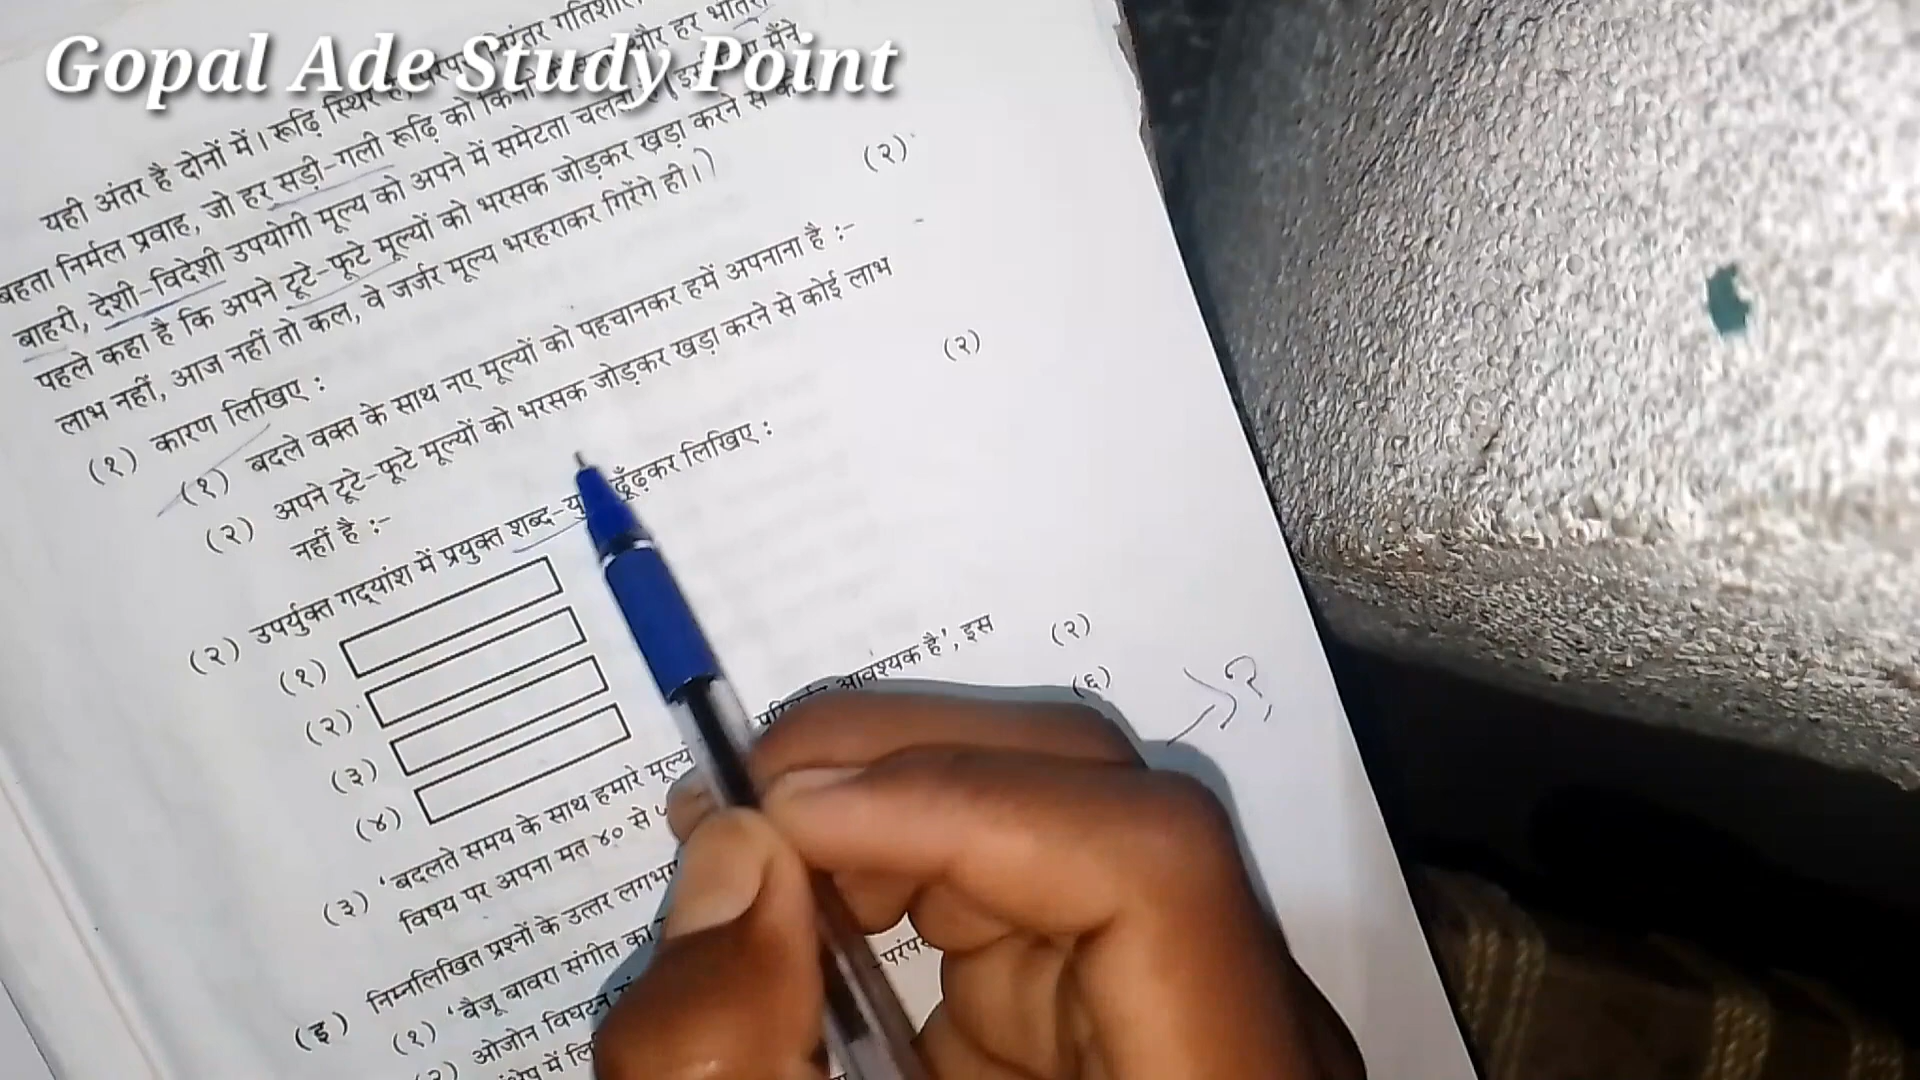 Gopal Ade Study Point
यही अंतर है दोनों में। रूढ़ि स्थिर है, निरंतर
बहता निर्मल प्रवाह, जो हर सड़ी-गली रूढ़ि को और हर
बाहरी, देशी-विदेशी उपयोगी मूल्य को अपने में समेटता चलता मैंने
पहले कहा है कि अपने टूटे-फूटे मूल्यों को भरसक जोड़कर खड़ा करने से
लाभ नहीं, आज नहीं तो कल, वे जर्जर मूल्य भरहराकर गिरेंगे ही।)
(१) कारण लिखिए : (२)
(१) बदले वक्त के साथ नए मूल्यों को पहचानकर हमें अपनाना है :-
(२) अपने टूटे-फूटे मूल्यों को भरसक जोड़कर खड़ा करने से कोई लाभ
नहीं है :-
(२) उपर्युक्त गद्यांश में प्रयुक्त शब्द-यु ढूँढ़कर लिखिए : (२)
(१)
(२)
(३)
(४)
(३) 'बदलते समय के साथ हमारे मूल्य आवश्यक है', इस
विषय पर अपना मत ४० से (२)
(इ) निम्नलिखित प्रश्नों के उत्तर लगभग (६)
(१) 'बैजू बावरा संगीत का
(२) ओजोन विघटन
में